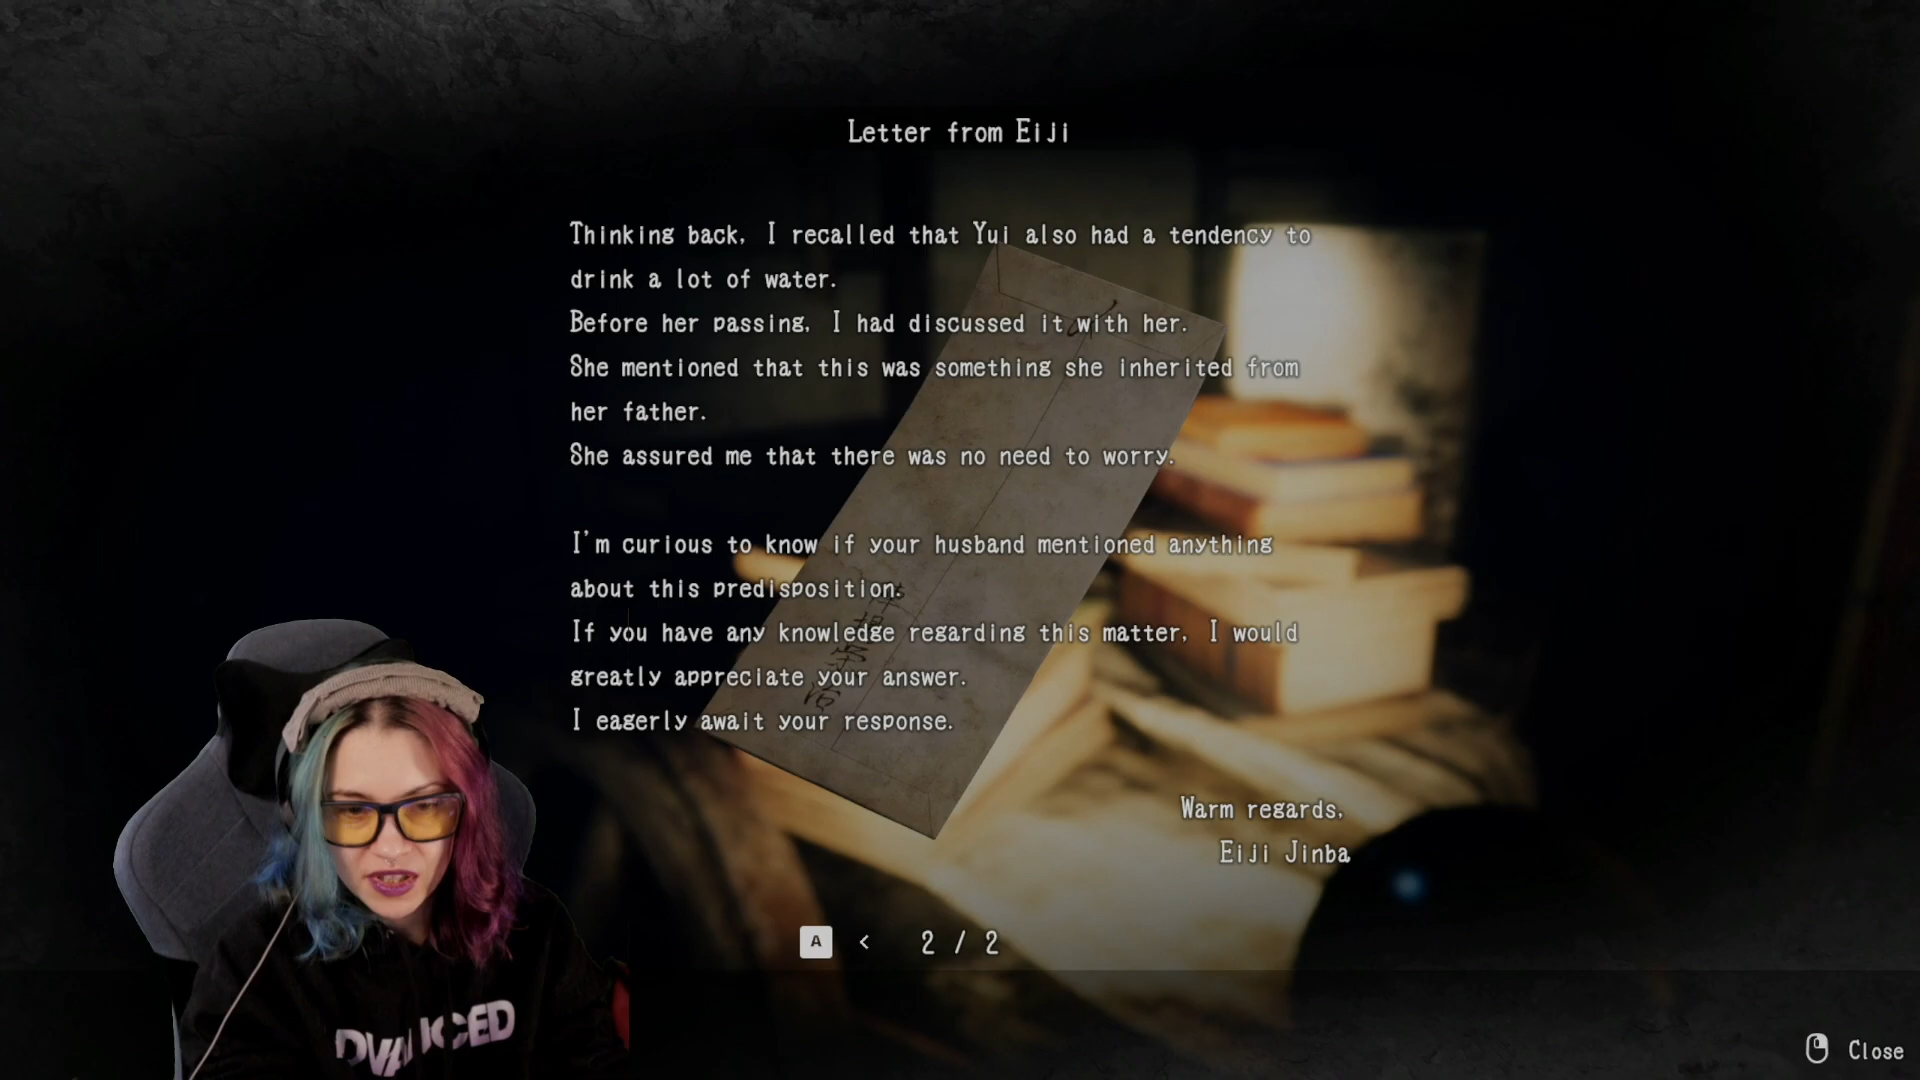 Letter from Eiji
Thinking back, I recalled that Yui also had a tendency to
drink a lot of water.
Before her passing, I had discussed it with her.
She mentioned that this was something she inherited from
her father.
She assured me that there was no need to worry.
I'm curious to know if your husband mentioned anything
about this predisposition.
If you have any knowledge regarding this matter, I would
greatly appreciate your answer.
I eagerly await your response.
Warm regards,
Eiji Jinba
A < 2 / 2
Close